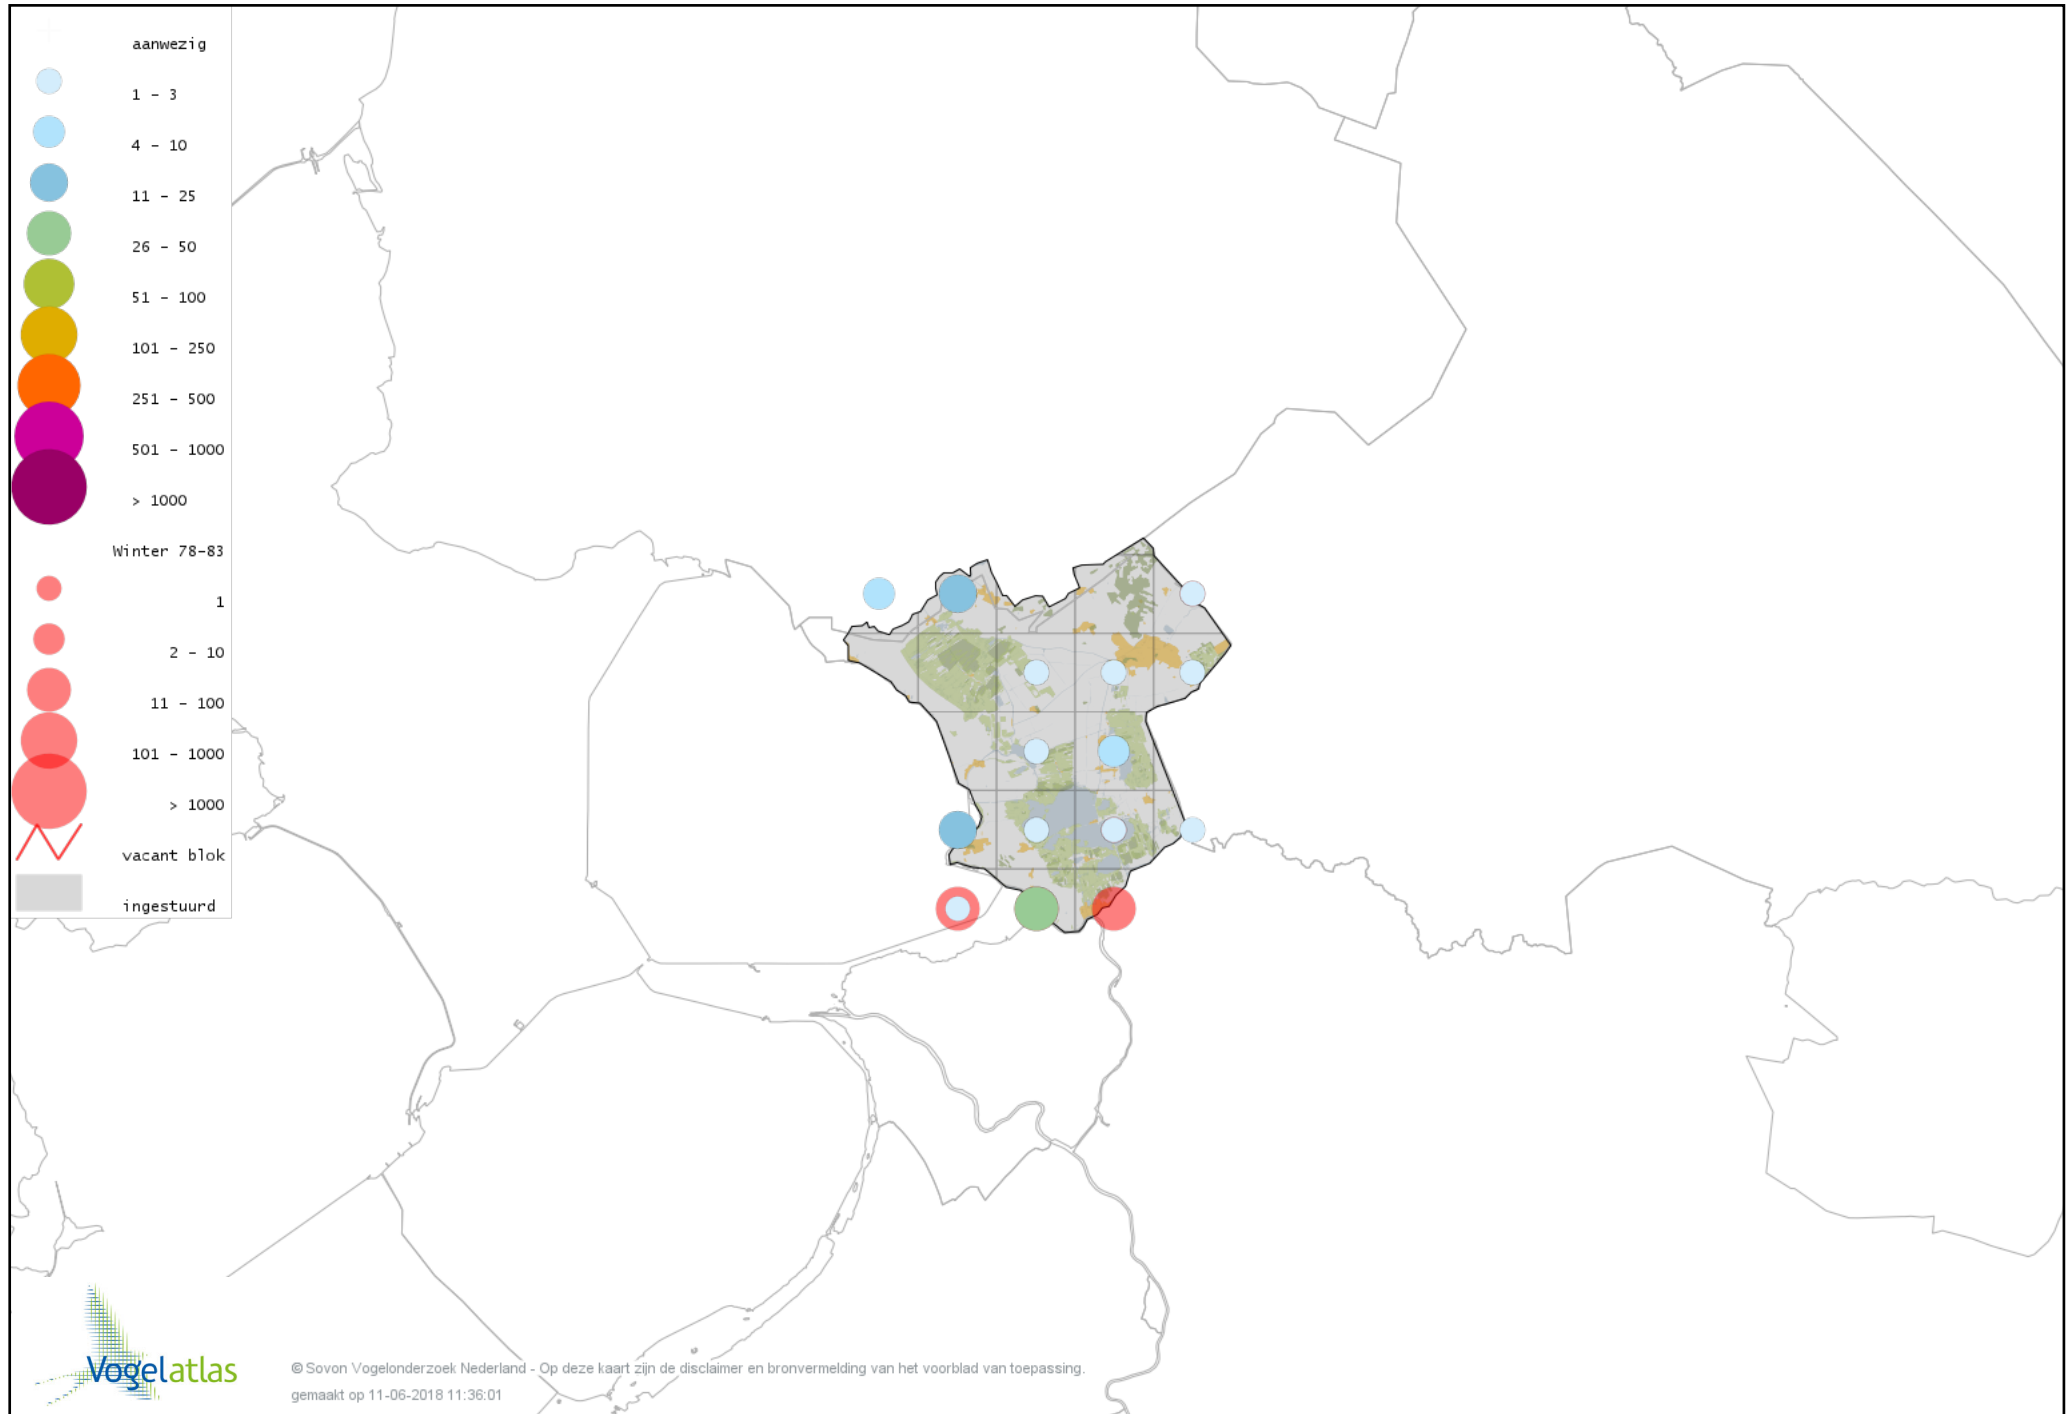 aanwezig
1 - 3
4 - 10
11 - 25
26 - 50
51 - 100
101 - 250
251 - 500
501 - 1000
> 1000
Winter 78-83
1
2 - 10
11 - 100
101 - 1000
> 1000
vacant blok
ingestuurd
Vogelatlas
© Sovon Vogelonderzoek Nederland - Op deze kaart zijn de disclaimer en bronvermelding van het voorblad van toepassing.
gemaakt op 11-06-2018 11:36:01